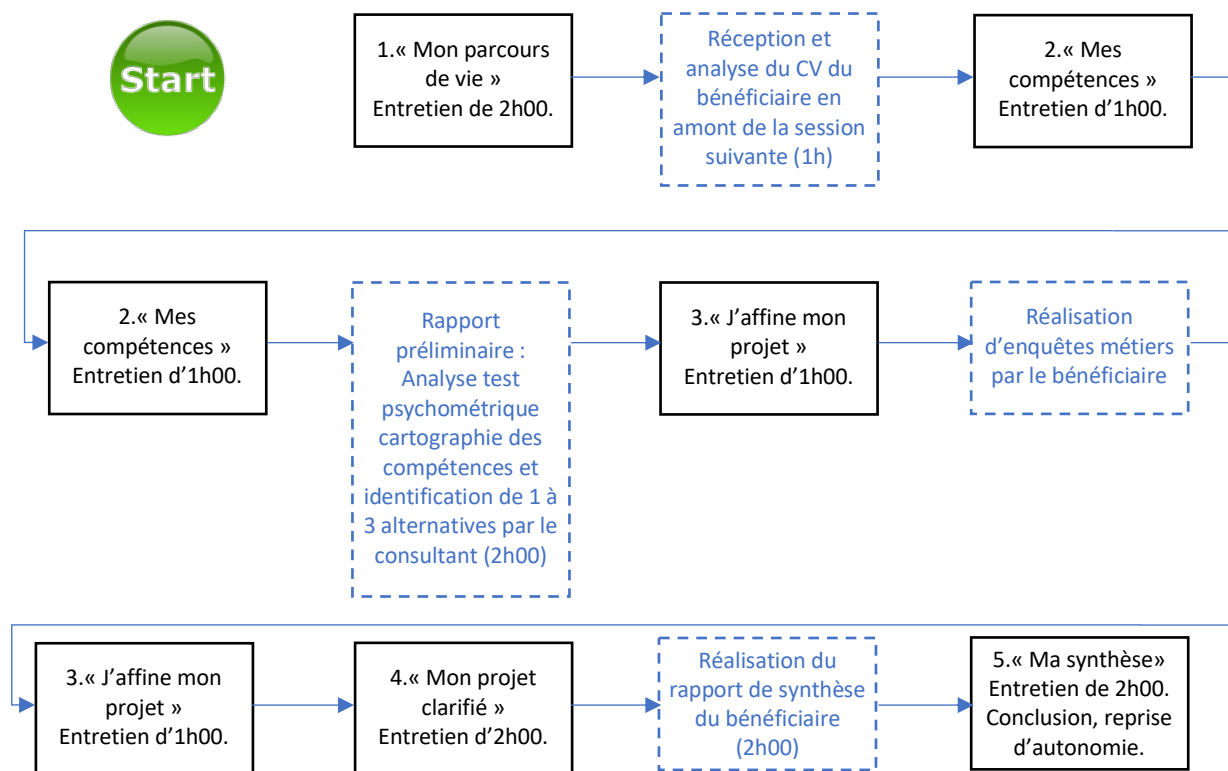 Start
1.« Mon parcours
de vie »
Entretien de 2h00.
Réception et
analyse du CV du
bénéficiaire en
amont de la session
suivante (1h)
2.« Mes
compétences »
Entretien d’1h00.
2.« Mes
compétences »
Entretien d’1h00.
Rapport
préliminaire :
Analyse test
psychométrique
cartographie des
compétences et
identification de 1 à
3 alternatives par le
consultant (2h00)
3.« J’affine mon
projet »
Entretien d’1h00.
Réalisation
d’enquêtes métiers
par le bénéficiaire
3.« J’affine mon
projet »
Entretien d’1h00.
4.« Mon projet
clarifié »
Entretien d’2h00.
Réalisation du
rapport de synthèse
du bénéficiaire
(2h00)
5.« Ma synthèse»
Entretien de 2h00.
Conclusion, reprise
d’autonomie.